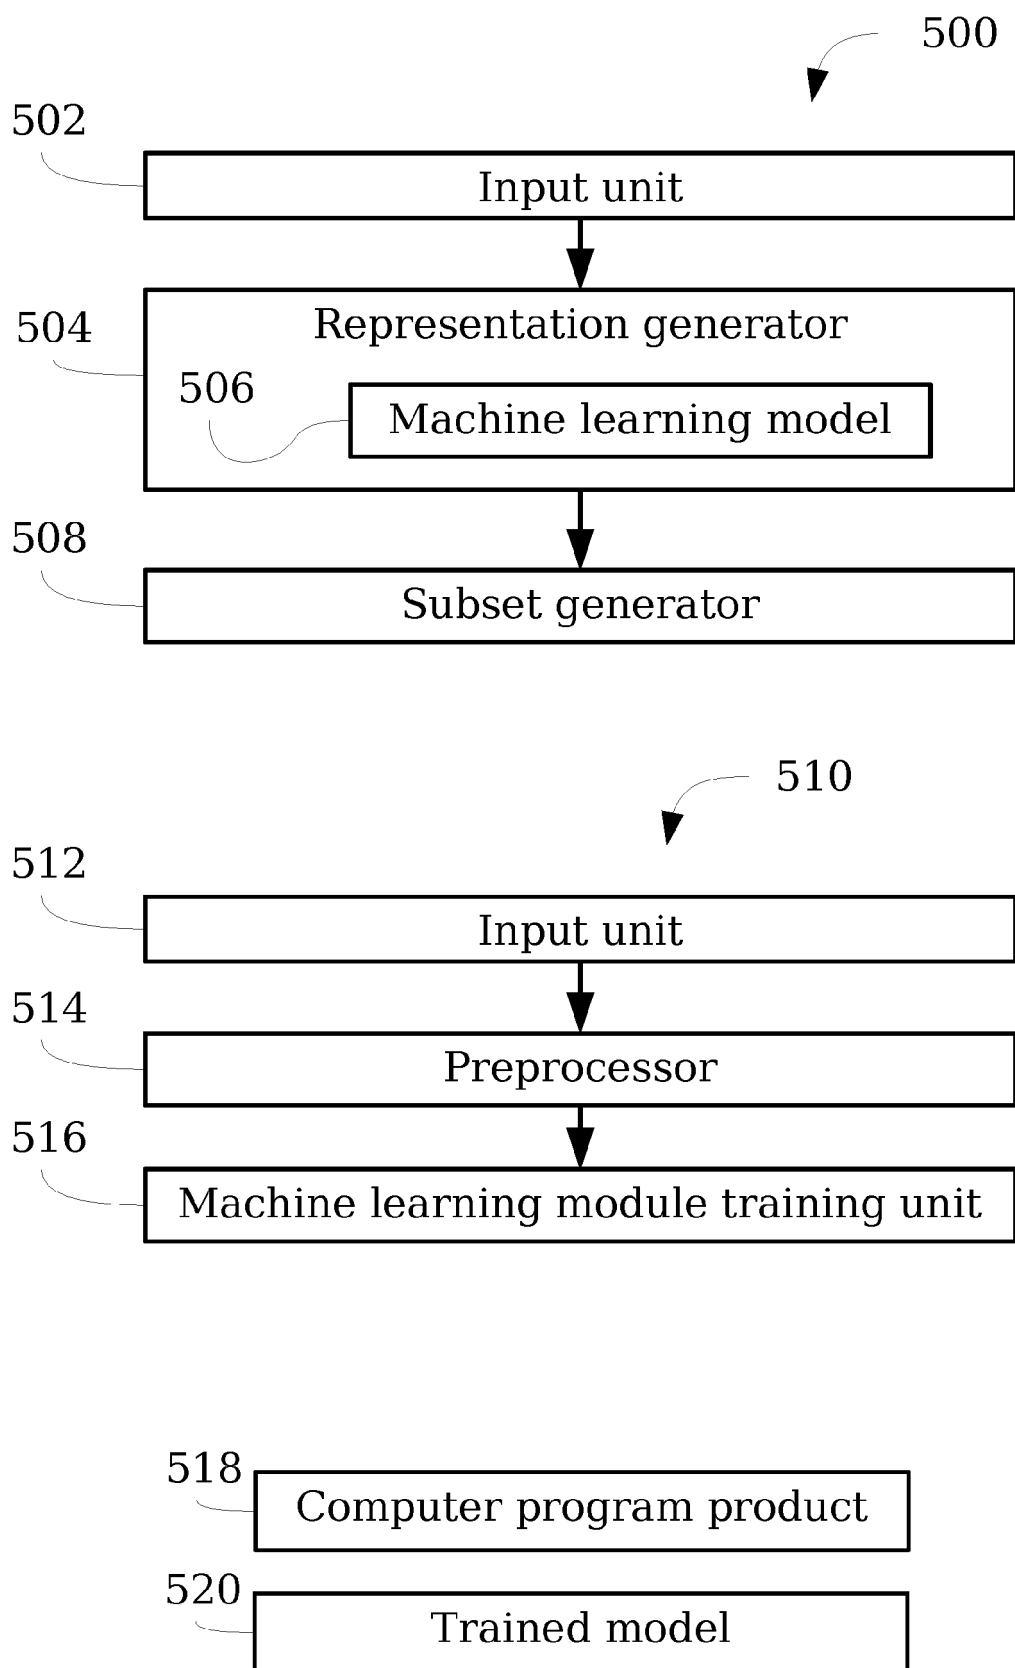 500
502
Input unit
504
Representation generator
506
Machine learning model
508
Subset generator
510
512
Input unit
514
Preprocessor
516
Machine learning module training unit
518
Computer program product
520
Trained model